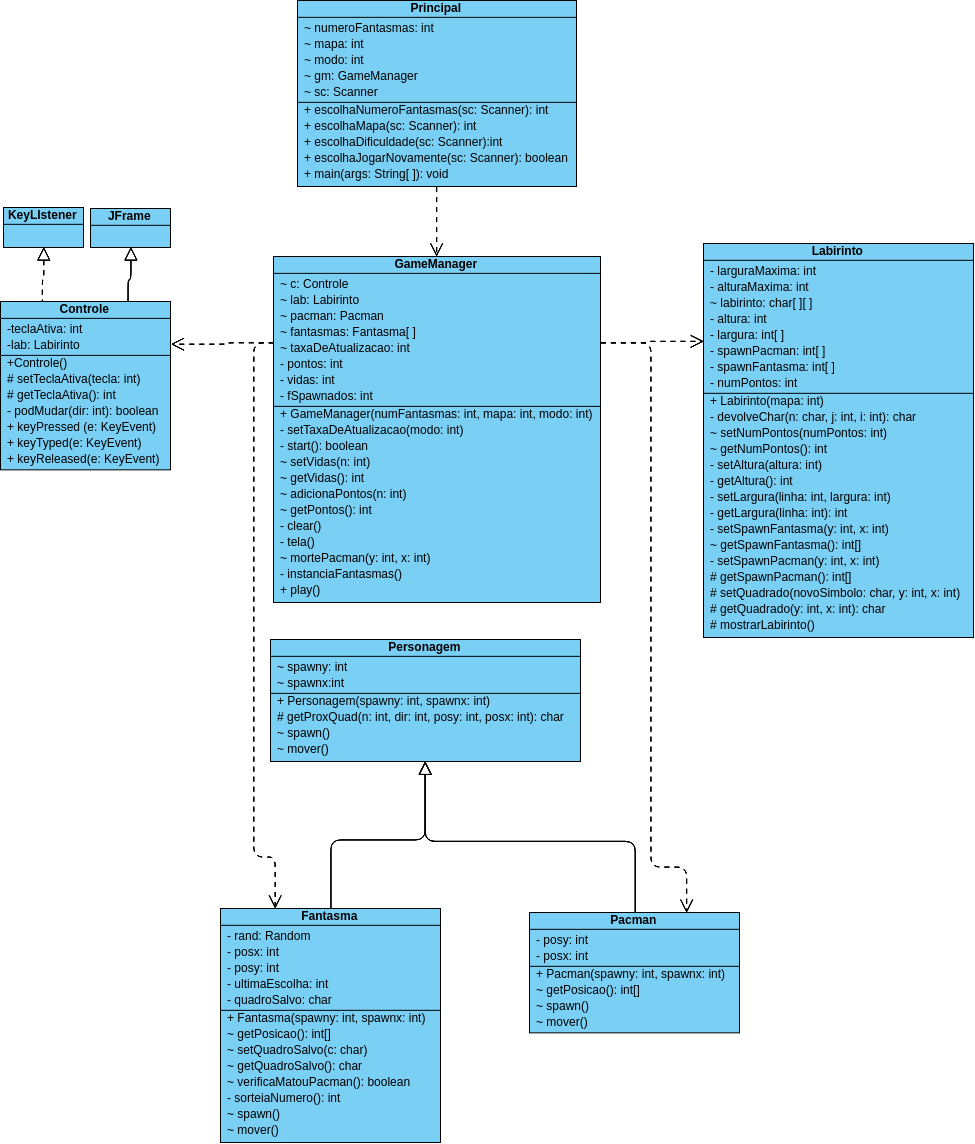 Principal
~ numeroFantasmas: int
~ mapa: int
~ modo: int
~ gm: GameManager
~ sc: Scanner
+ escolhaNumeroFantasmas(sc: Scanner): int
+ escolhaMapa(sc: Scanner): int
+ escolhaDificuldade(sc: Scanner):int
+ escolhaJogarNovamente(sc: Scanner): boolean
+ main(args: String[ ]): void
KeyLIstener
JFrame
Controle
-teclaAtiva: int
-lab: Labirinto
+Controle()
# setTeclaAtiva(tecla: int)
# getTeclaAtiva(): int
- podMudar(dir: int): boolean
+ keyPressed (e: KeyEvent)
+ keyTyped(e: KeyEvent)
+ keyReleased(e: KeyEvent)
GameManager
~ c: Controle
~ lab: Labirinto
~ pacman: Pacman
~ fantasmas: Fantasma[ ]
~ taxaDeAtualizacao: int
- pontos: int
- vidas: int
- fSpawnados: int
+ GameManager(numFantasmas: int, mapa: int, modo: int)
- setTaxaDeAtualizacao(modo: int)
- start(): boolean
~ setVidas(n: int)
~ getVidas(): int
~ adicionaPontos(n: int)
~ getPontos(): int
- clear()
- tela()
~ mortePacman(y: int, x: int)
- instanciaFantasmas()
+ play()
Labirinto
- larguraMaxima: int
- alturaMaxima: int
~ labirinto: char[ ][ ]
- altura: int
- largura: int[ ]
- spawnPacman: int[ ]
- spawnFantasma: int[ ]
- numPontos: int
+ Labirinto(mapa: int)
- devolveChar(n: char, j: int, i: int): char
~ setNumPontos(numPontos: int)
~ getNumPontos(): int
- setAltura(altura: int)
- getAltura(): int
- setLargura(linha: int, largura: int)
- getLargura(linha: int): int
- setSpawnFantasma(y: int, x: int)
~ getSpawnFantasma(): int[]
- setSpawnPacman(y: int, x: int)
# getSpawnPacman(): int[]
# setQuadrado(novoSimbolo: char, y: int, x: int)
# getQuadrado(y: int, x: int): char
# mostrarLabirinto()
Personagem
~ spawny: int
~ spawnx:int
+ Personagem(spawny: int, spawnx: int)
# getProxQuad(n: int, dir: int, posy: int, posx: int): char
~ spawn()
~ mover()
Fantasma
- rand: Random
- posx: int
- posy: int
- ultimaEscolha: int
- quadroSalvo: char
+ Fantasma(spawny: int, spawnx: int)
~ getPosicao(): int[]
~ setQuadroSalvo(c: char)
~ getQuadroSalvo(): char
~ verificaMatouPacman(): boolean
- sorteiaNumero(): int
~ spawn()
~ mover()
Pacman
- posy: int
- posx: int
+ Pacman(spawny: int, spawnx: int)
~ getPosicao(): int[]
~ spawn()
~ mover()